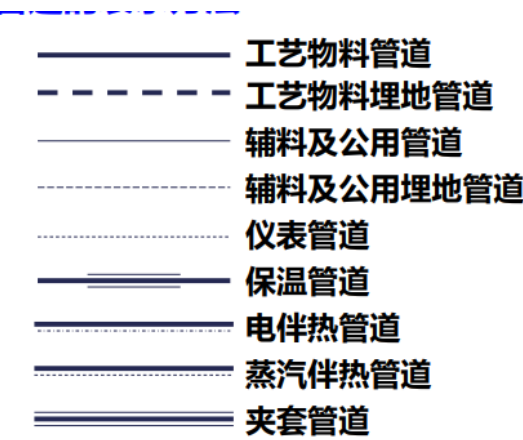 工艺物料管道
工艺物料埋地管道
辅料及公用管道
辅料及公用埋地管道
仪表管道
保温管道
电伴热管道
蒸汽伴热管道
夹套管道